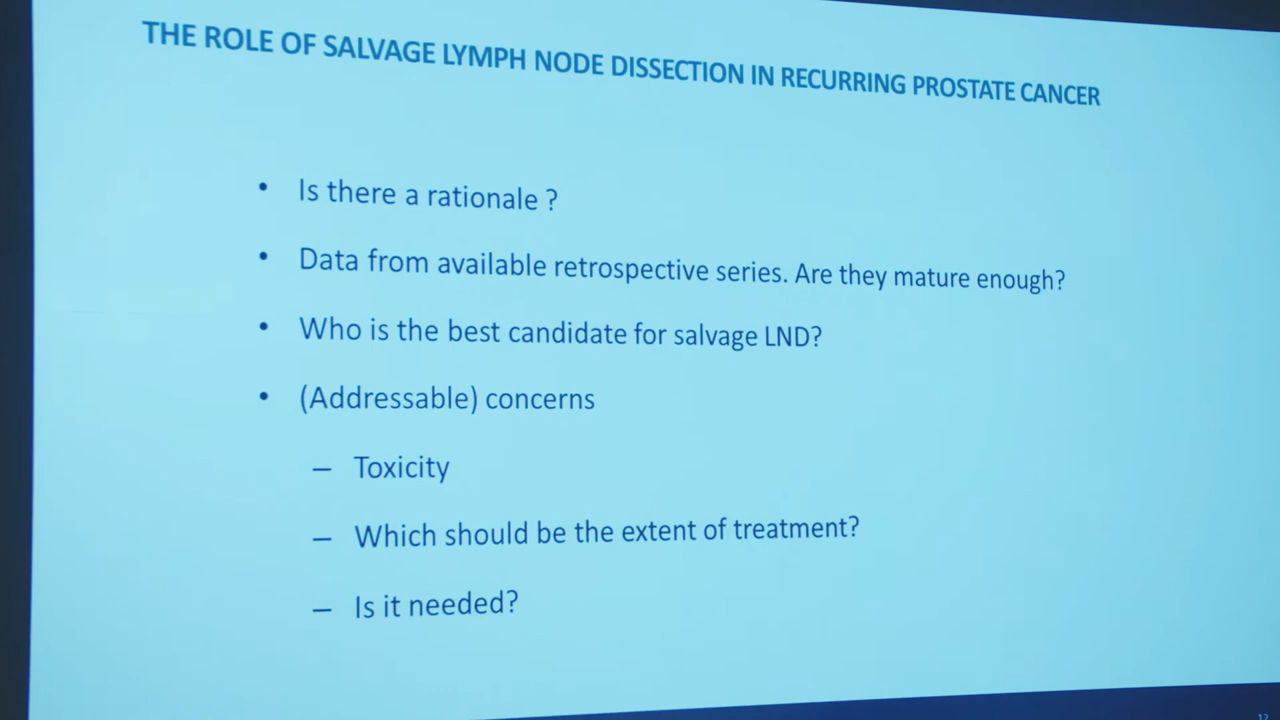 THE ROLE OF SALVAGE LYMPH NODE DISSECTION IN RECURRING PROSTATE CANCER
• Is there a rationale ?
• Data from available retrospective series. Are they mature enough?
• Who is the best candidate for salvage LND?
• (Addressable) concerns
– Toxicity
– Which should be the extent of treatment?
– Is it needed?
12